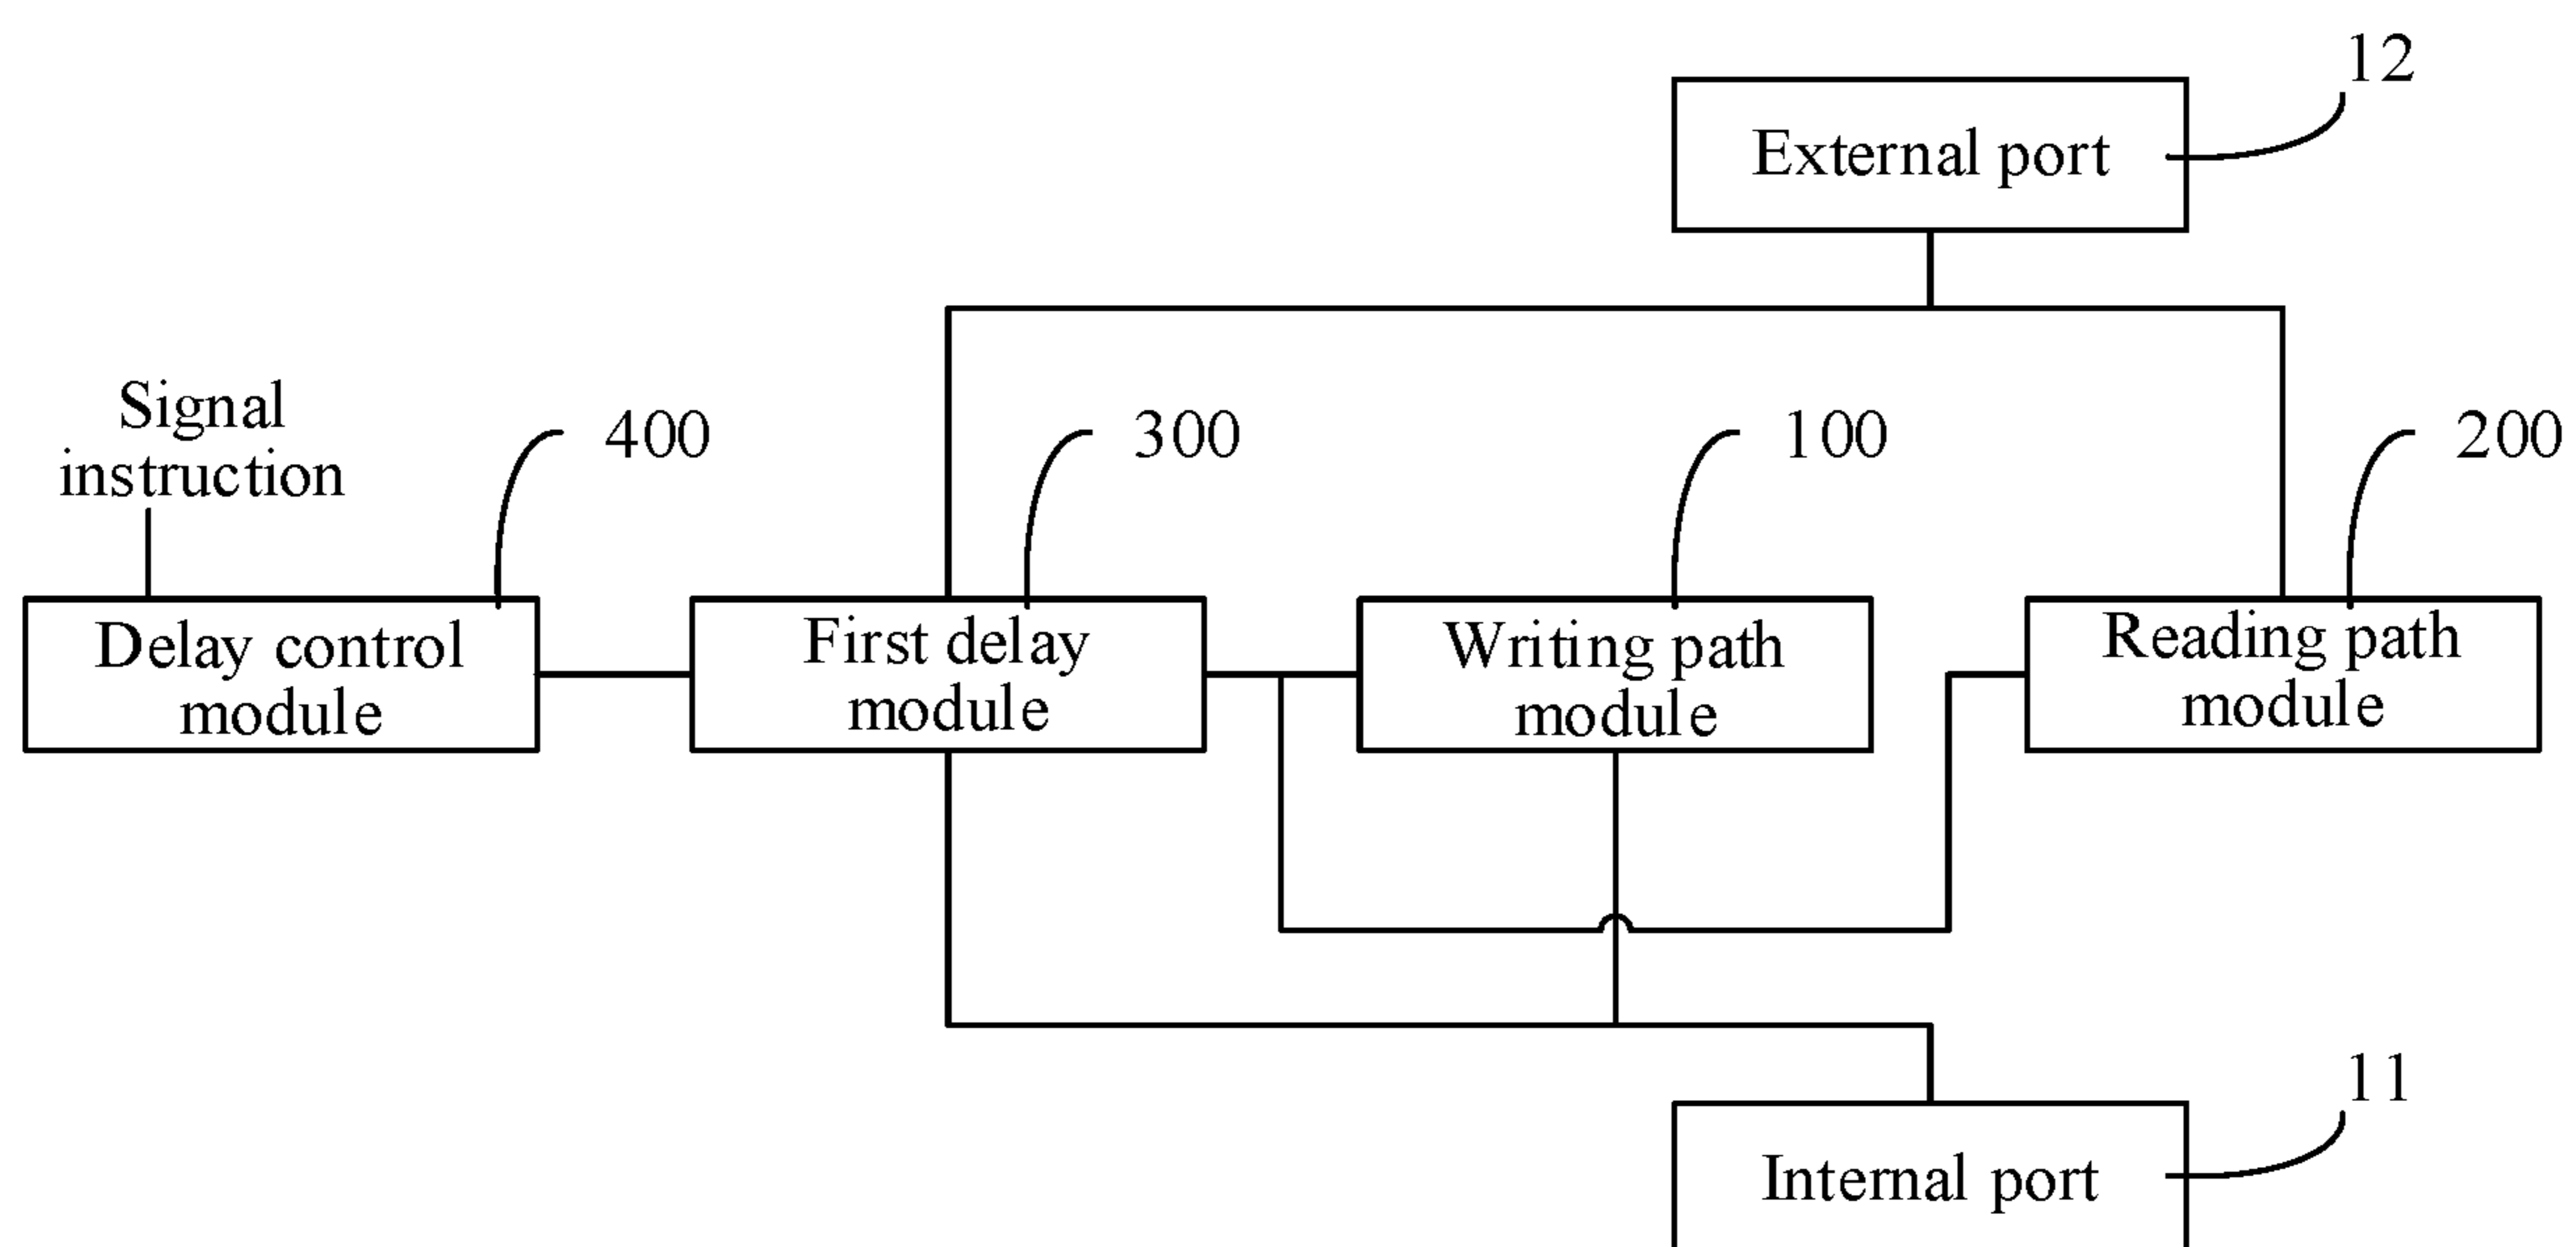 12
External port
Signal
instruction
400
300
100
200
Delay control
module
First delay
module
Writing path
module
Reading path
module
11
Internal port